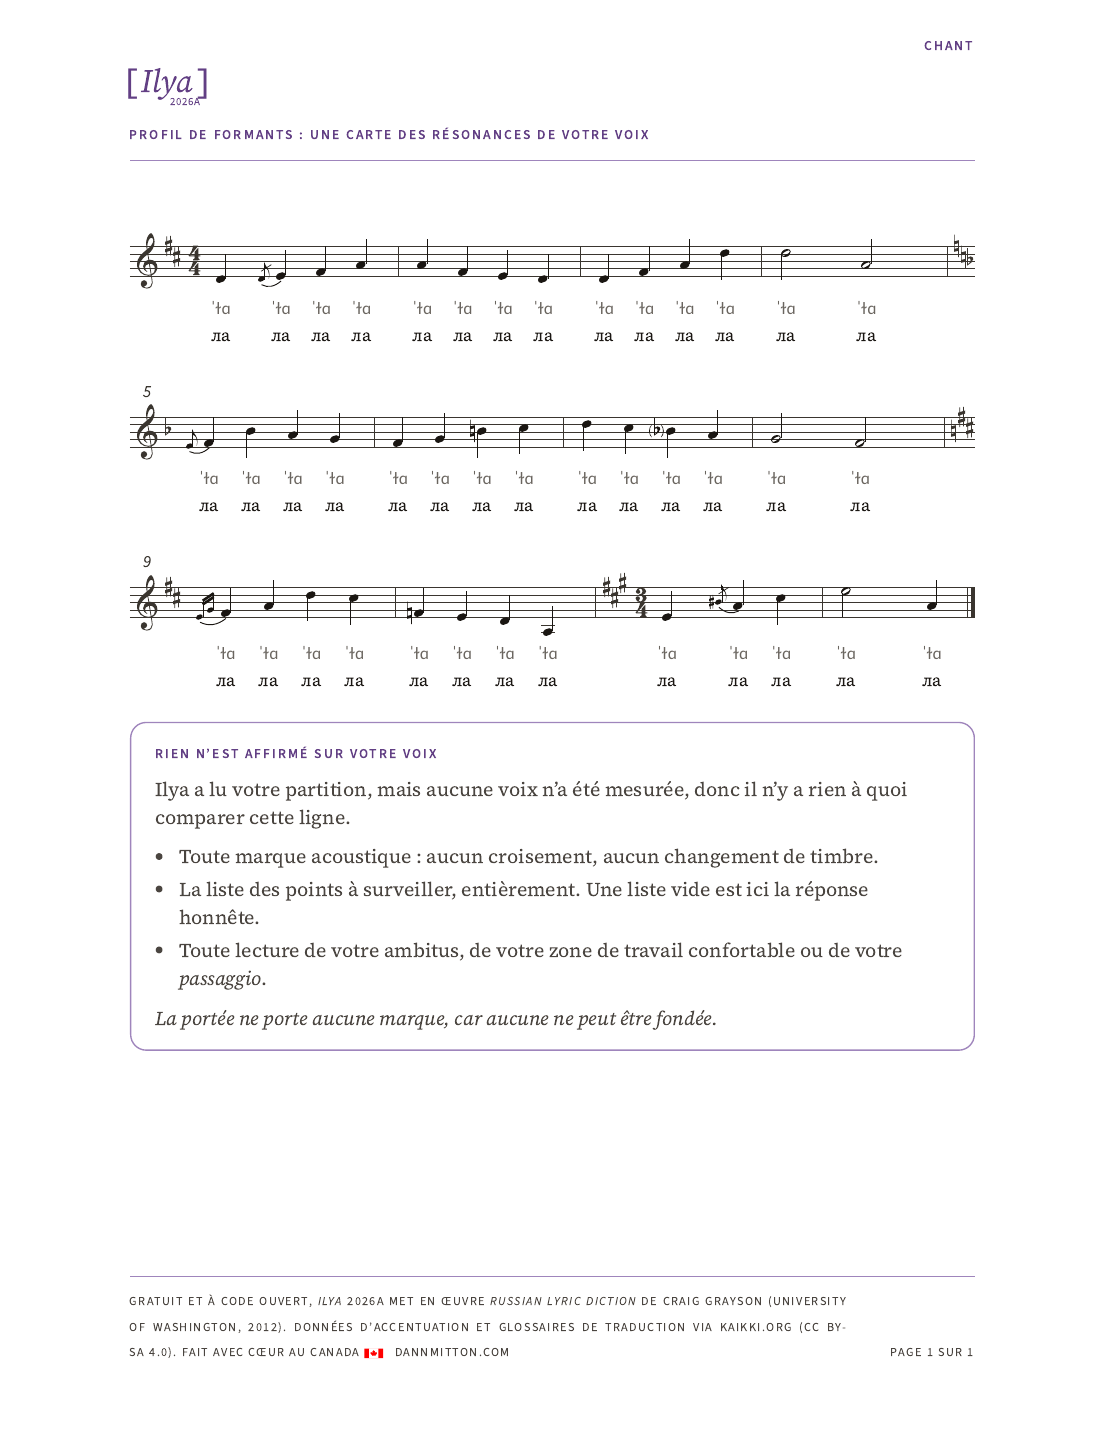 CHANT
[Ilya]
2026A
PROFIL DE FORMANTS : UNE CARTE DES RÉSONANCES DE VOTRE VOIX
4
4
ˈɫa ˈɫa ˈɫa ˈɫa ˈɫa ˈɫa ˈɫa ˈɫa ˈɫa ˈɫa ˈɫa ˈɫa ˈɫa ˈɫa
ла ла ла ла ла ла ла ла ла ла ла ла ла ла
5
ˈɫa ˈɫa ˈɫa ˈɫa ˈɫa ˈɫa ˈɫa ˈɫa ˈɫa ˈɫa ˈɫa ˈɫa ˈɫa ˈɫa
ла ла ла ла ла ла ла ла ла ла ла ла ла ла
9
3
4
ˈɫa ˈɫa ˈɫa ˈɫa ˈɫa ˈɫa ˈɫa ˈɫa ˈɫa ˈɫa ˈɫa ˈɫa ˈɫa
ла ла ла ла ла ла ла ла ла ла ла ла ла
RIEN N’EST AFFIRMÉ SUR VOTRE VOIX
Ilya a lu votre partition, mais aucune voix n’a été mesurée, donc il n’y a rien à quoi
comparer cette ligne.
• Toute marque acoustique : aucun croisement, aucun changement de timbre.
• La liste des points à surveiller, entièrement. Une liste vide est ici la réponse
honnête.
• Toute lecture de votre ambitus, de votre zone de travail confortable ou de votre
passaggio.
La portée ne porte aucune marque, car aucune ne peut être fondée.
GRATUIT ET À CODE OUVERT, ILYA 2026A MET EN ŒUVRE RUSSIAN LYRIC DICTION DE CRAIG GRAYSON (UNIVERSITY
OF WASHINGTON, 2012). DONNÉES D’ACCENTUATION ET GLOSSAIRES DE TRADUCTION VIA KAIKKI.ORG (CC BY-
SA 4.0). FAIT AVEC CŒUR AU CANADA DANNMITTON.COM PAGE 1 SUR 1